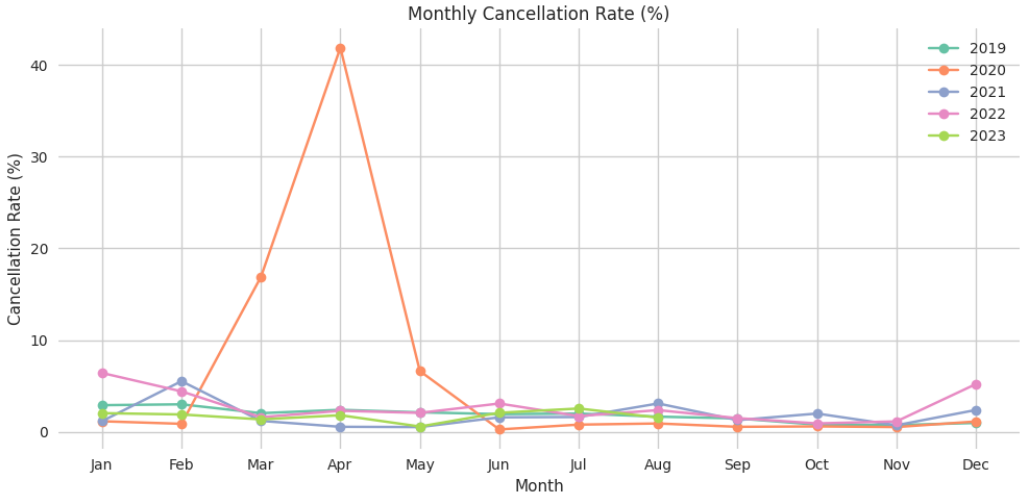 Monthly Cancellation Rate (%)
2019
2020
2021
2022
2023
40
30
20
10
0
Cancellation Rate (%)
Jan Feb Mar Apr May Jun Jul Aug Sep Oct Nov Dec
Month